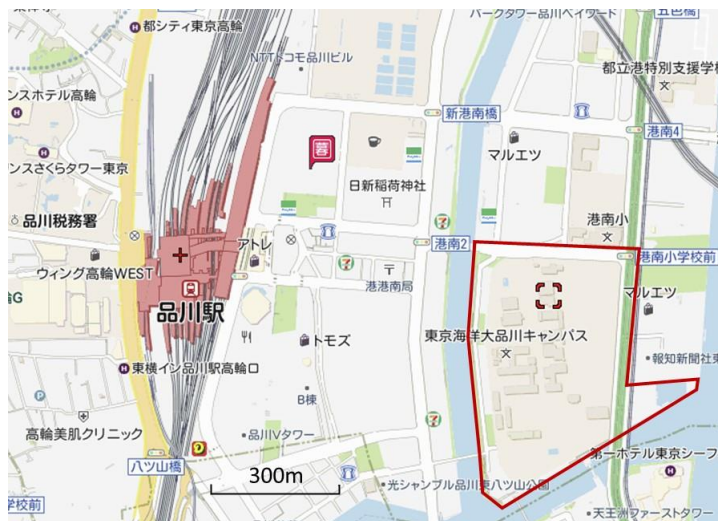 都シティ東京高輪
パークタワー品川ベイワード
五色橋
NTTドコモ品川ビル
都立港特別支援学校
ンスホテル高輪
新港南橋
港南4
暮
マルエツ
ンスさくらタワー東京
日新稲荷神社
品川税務署
港南小
アトレ
港南2
港南小学校前
ウィング高輪WEST
〒
港港南局
G
マルエツ
品川駅
東京海洋大品川キャンパス
トモズ
報知新聞社東
東横イン品川駅高輪口
B棟
高輪美肌クリニック
品川Vタワー
第一ホテル東京シーフ
八ツ山橋
300m
光シャンブル品川東八ツ山公園
学校前
天王洲ファーストタワー